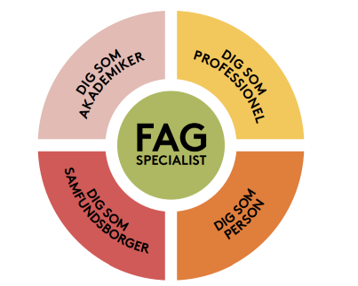 DIG SOM
AKADEMIKER
DIG SOM
PROFESSIONEL
FAG
SPECIALIST
DIG SOM
SAMFUNDSBORGER
DIG SOM
PERSON